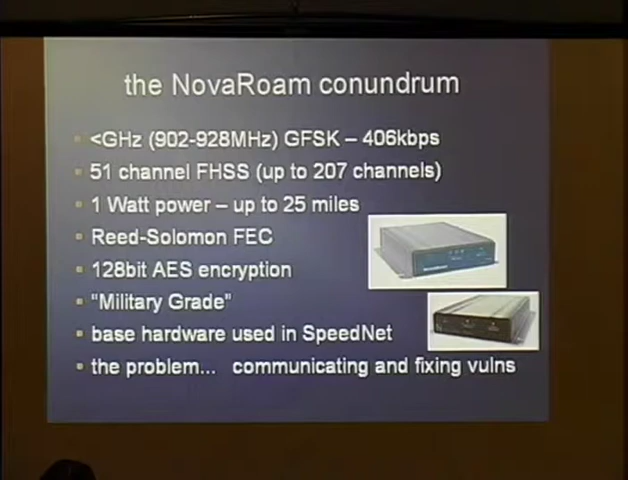 the NovaRoam conundrum
<GHz (902-928MHz) GFSK – 406kbps
51 channel FHSS (up to 207 channels)
1 Watt power – up to 25 miles
Reed-Solomon FEC
128bit AES encryption
"Military Grade"
base hardware used in SpeedNet
the problem... communicating and fixing vulns